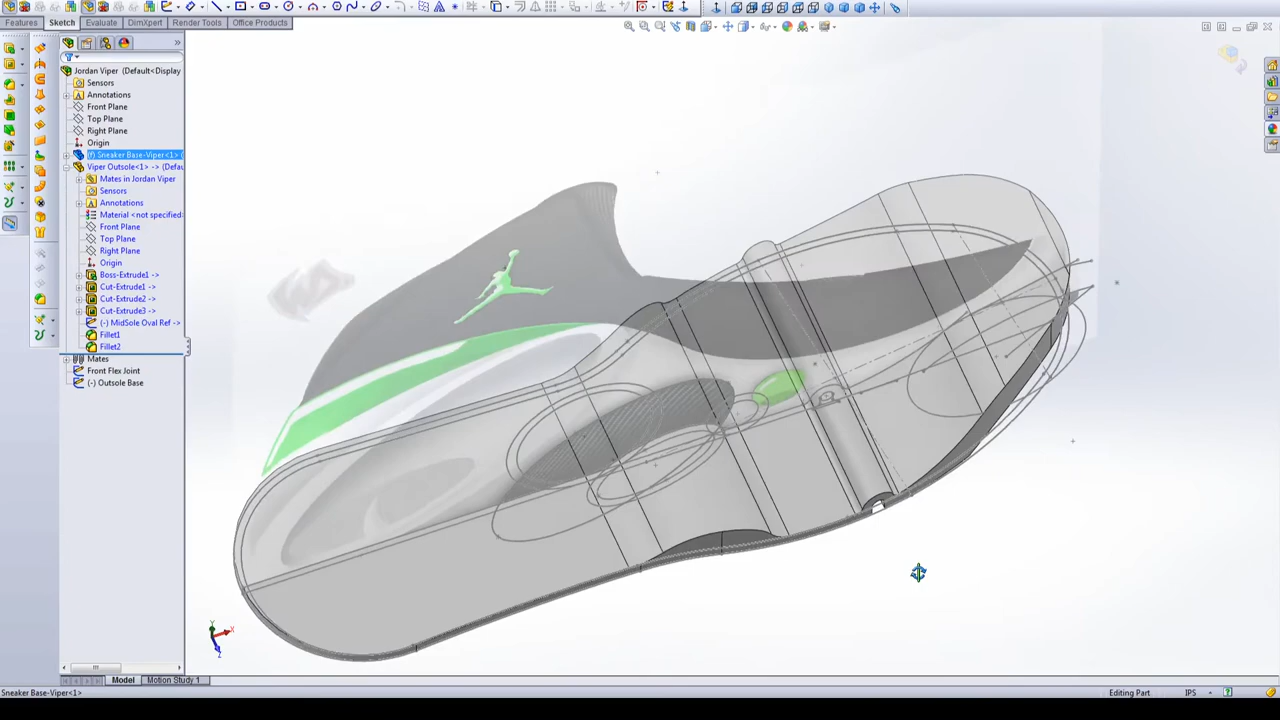 Features Sketch Evaluate DimXpert Render Tools Office Products
Jordan Viper (Default<Display
Sensors
Annotations
Front Plane
Top Plane
Right Plane
Origin
(f) Sneaker Base-Viper<1> (
Viper Outsole<1> -> (Defau
Mates in Jordan Viper
Sensors
Annotations
Material <not specified>
Front Plane
Top Plane
Right Plane
Origin
Boss-Extrude1 ->
Cut-Extrude1 ->
Cut-Extrude2 ->
Cut-Extrude3 ->
(-) MidSole Oval Ref ->
Fillet1
Fillet2
Mates
Front Flex Joint
(-) Outsole Base
Y
X
Z
Model Motion Study 1
Sneaker Base-Viper<1> Editing Part IPS